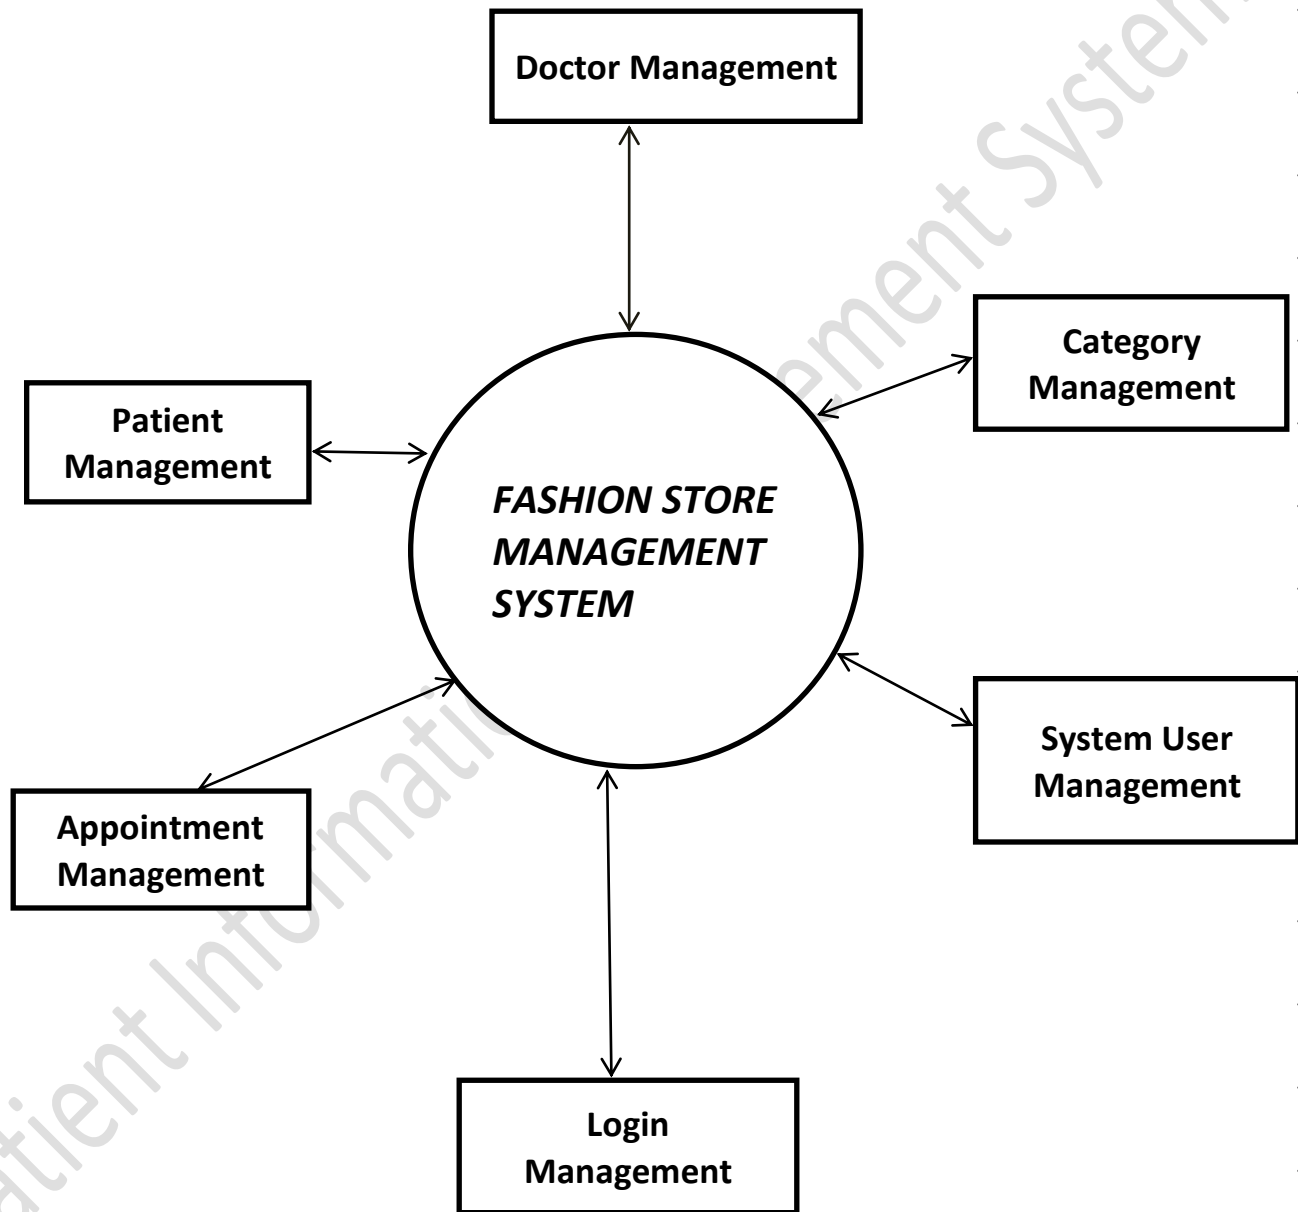 Doctor Management
Category
Management
Patient
Management
FASHION STORE
MANAGEMENT
SYSTEM
System User
Management
Appointment
Management
Login
Management